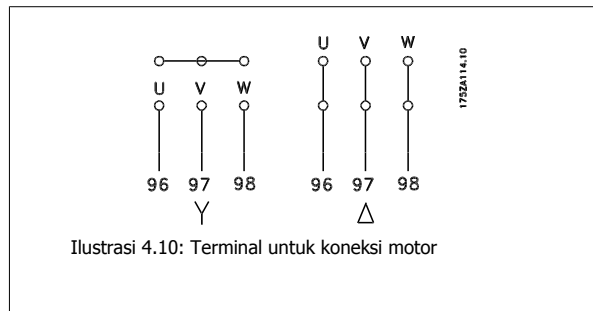 U V W
U V W
96 97 98
96 97 98
Y
Δ
175ZA114.10
Ilustrasi 4.10: Terminal untuk koneksi motor